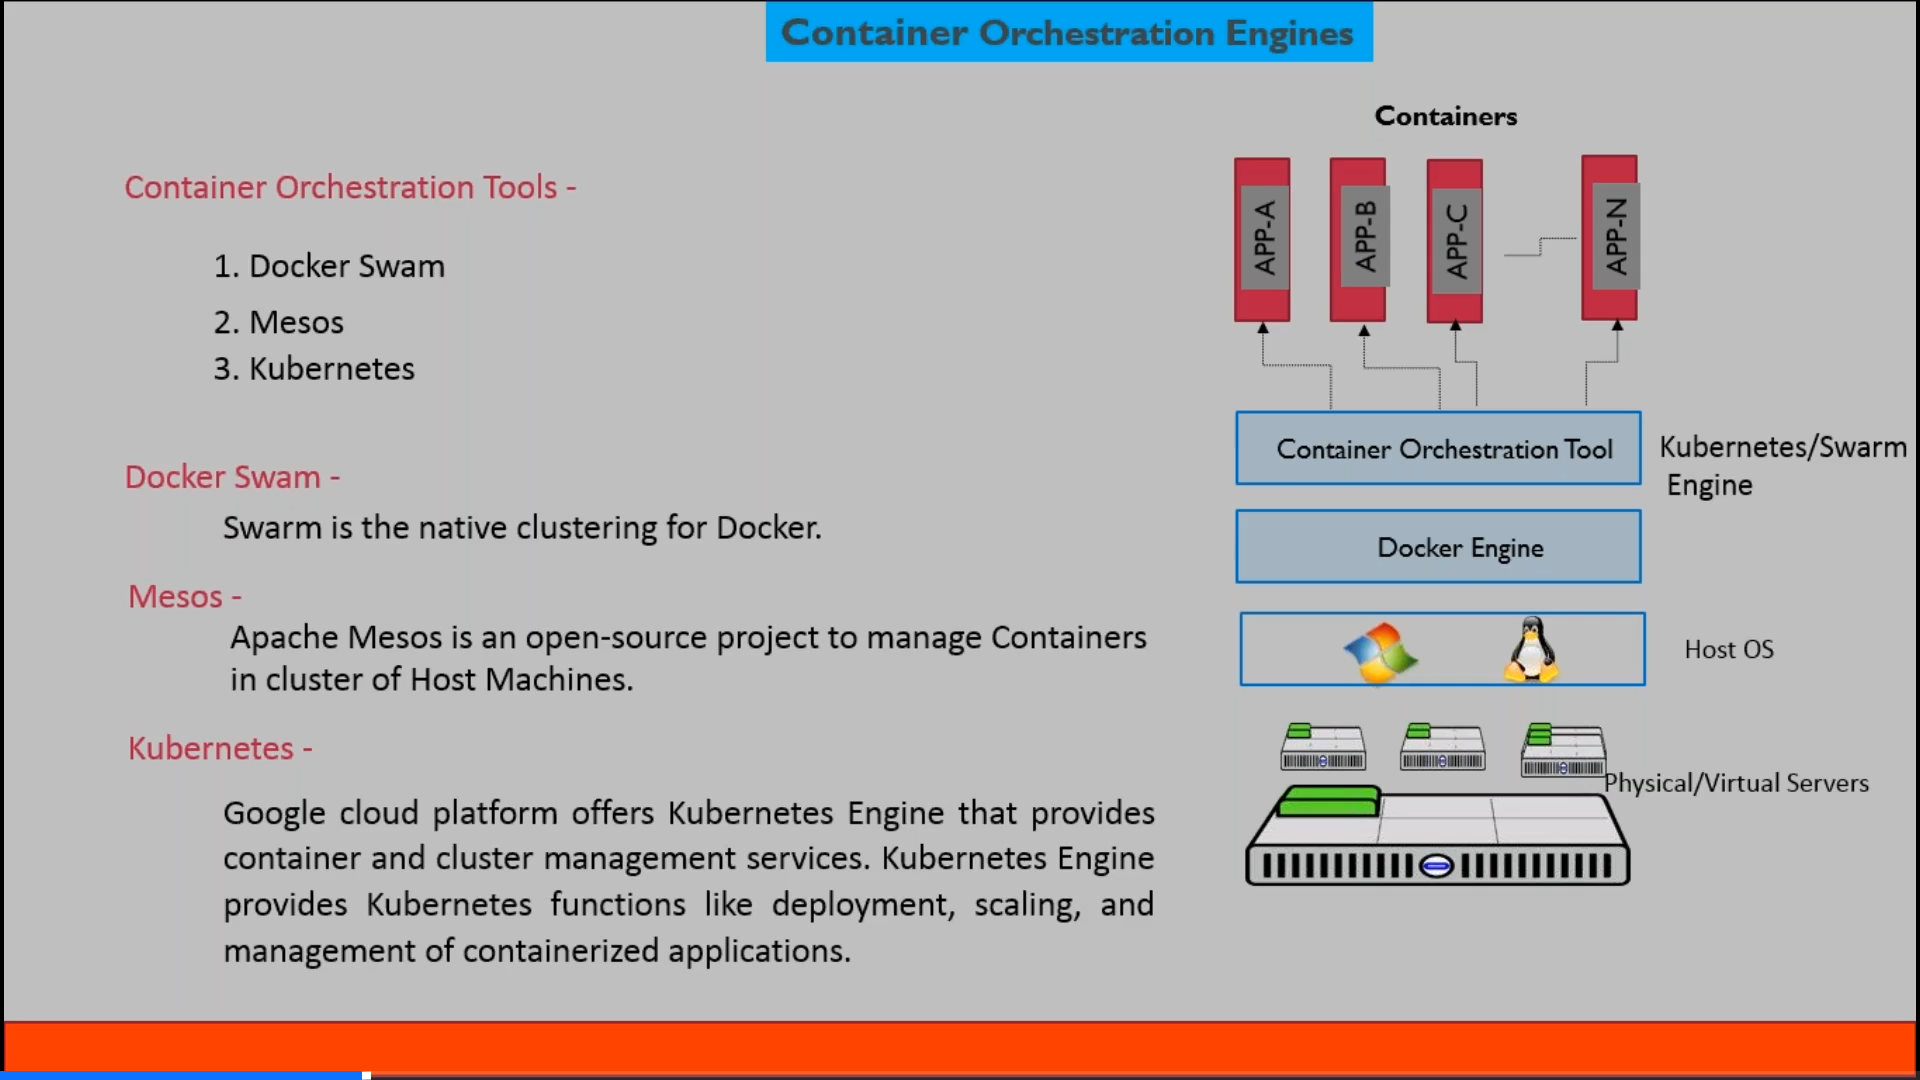 Container Orchestration Engines
Container Orchestration Tools -
1. Docker Swam
2. Mesos
3. Kubernetes
Docker Swam -
Swarm is the native clustering for Docker.
Mesos -
Apache Mesos is an open-source project to manage Containers
in cluster of Host Machines.
Kubernetes -
Google cloud platform offers Kubernetes Engine that provides
container and cluster management services. Kubernetes Engine
provides Kubernetes functions like deployment, scaling, and
management of containerized applications.
Containers
APP-A
APP-B
APP-C
APP-N
Container Orchestration Tool
Kubernetes/Swarm
Engine
Docker Engine
Host OS
Physical/Virtual Servers